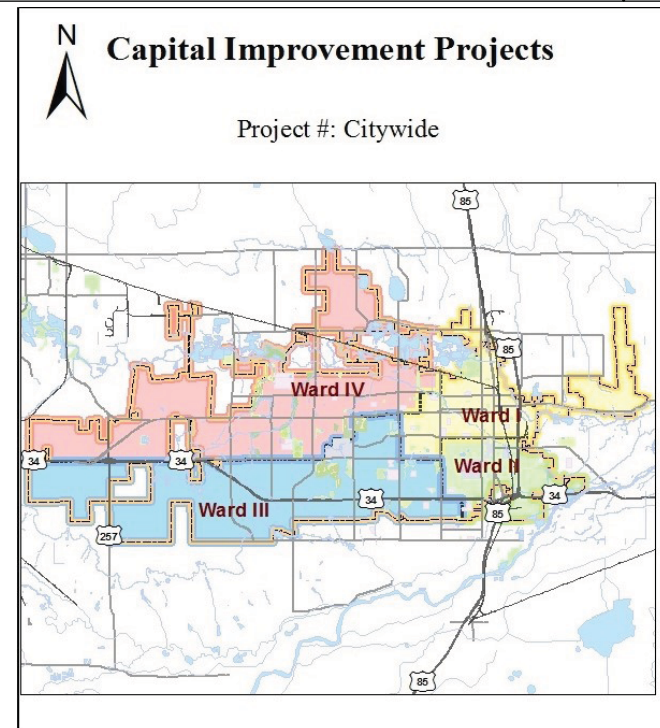 N
Capital Improvement Projects
Project #: Citywide
85
85
Ward IV
Ward I
34
34
Ward II
34
34
Ward III
85
257
85